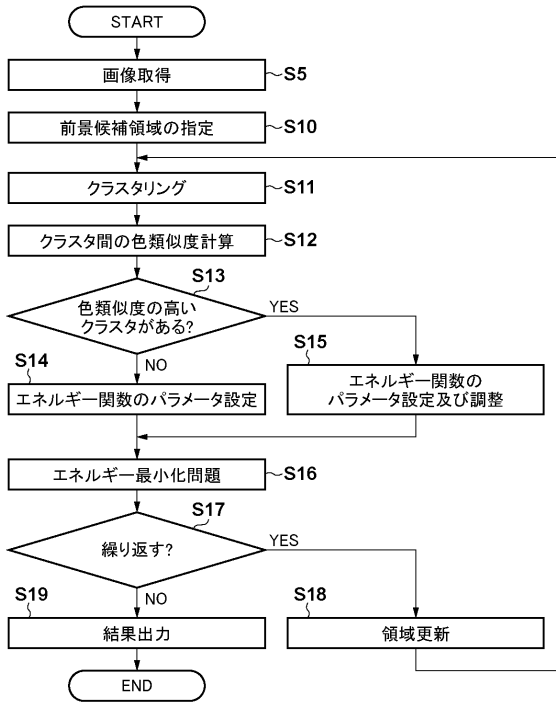 START
画像取得
S5
前景候補領域の指定
S10
クラスタリング
S11
クラスタ間の色類似度計算
S12
S13
色類似度の高い
クラスタがある?
YES
NO
S14
エネルギー関数のパラメータ設定
S15
エネルギー関数の
パラメータ設定及び調整
エネルギー最小化問題
S16
S17
繰り返す?
YES
NO
S19
結果出力
S18
領域更新
END